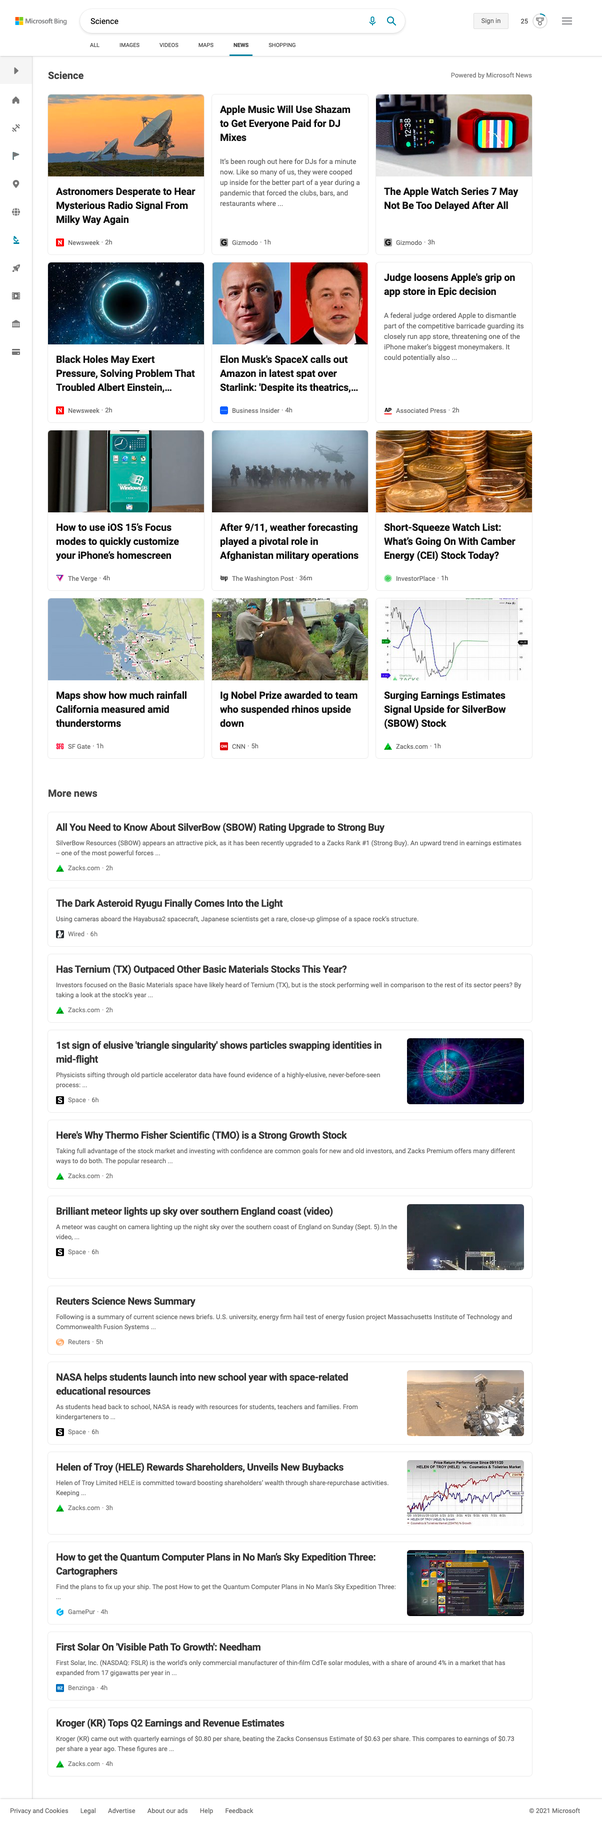 Microsoft Bing
Science
Sign in
25
ALL
IMAGES
VIDEOS
MAPS
NEWS
SHOPPING
Science
Powered by Microsoft News
Astronomers Desperate to Hear
Mysterious Radio Signal From
Milky Way Again
Newsweek · 2h
Apple Music Will Use Shazam
to Get Everyone Paid for DJ
Mixes
It's been rough out here for DJs for a minute
now. Like so many of us, they were cooped
up inside for the better part of a year during a
pandemic that forced the clubs, bars, and
restaurants where ...
Gizmodo · 1h
The Apple Watch Series 7 May
Not Be Too Delayed After All
Gizmodo · 3h
Black Holes May Exert
Pressure, Solving Problem That
Troubled Albert Einstein,...
Newsweek · 2h
Elon Musk's SpaceX calls out
Amazon in latest spat over
Starlink: 'Despite its theatrics,...
Business Insider · 4h
Judge loosens Apple's grip on
app store in Epic decision
A federal judge ordered Apple to dismantle
part of the competitive barricade guarding its
closely run app store, threatening one of the
iPhone maker's biggest moneymakers. It
could potentially also ...
AP
Associated Press · 2h
How to use iOS 15's Focus
modes to quickly customize
your iPhone's homescreen
The Verge · 4h
After 9/11, weather forecasting
played a pivotal role in
Afghanistan military operations
wp
The Washington Post · 36m
Short-Squeeze Watch List:
What's Going On With Camber
Energy (CEI) Stock Today?
InvestorPlace · 1h
Maps show how much rainfall
California measured amid
thunderstorms
SF Gate · 1h
Ig Nobel Prize awarded to team
who suspended rhinos upside
down
CNN · 5h
Surging Earnings Estimates
Signal Upside for SilverBow
(SBOW) Stock
Zacks.com · 1h
More news
All You Need to Know About SilverBow (SBOW) Rating Upgrade to Strong Buy
SilverBow Resources (SBOW) appears an attractive pick, as it has been recently upgraded to a Zacks Rank #1 (Strong Buy). An upward trend in earnings estimates
– one of the most powerful forces ...
Zacks.com · 2h
The Dark Asteroid Ryugu Finally Comes Into the Light
Using cameras aboard the Hayabusa2 spacecraft, Japanese scientists get a rare, close-up glimpse of a space rock's structure.
Wired · 6h
Has Ternium (TX) Outpaced Other Basic Materials Stocks This Year?
Investors focused on the Basic Materials space have likely heard of Ternium (TX), but is the stock performing well in comparison to the rest of its sector peers? By
taking a look at the stock's year ...
Zacks.com · 2h
1st sign of elusive 'triangle singularity' shows particles swapping identities in
mid-flight
Physicists sifting through old particle accelerator data have found evidence of a highly-elusive, never-before-seen
process: ...
Space · 6h
Here's Why Thermo Fisher Scientific (TMO) is a Strong Growth Stock
Taking full advantage of the stock market and investing with confidence are common goals for new and old investors, and Zacks Premium offers many different
ways to do both. The popular research ...
Zacks.com · 2h
Brilliant meteor lights up sky over southern England coast (video)
A meteor was caught on camera lighting up the night sky over the southern coast of England on Sunday (Sept. 5).In the
video, ...
Space · 6h
Reuters Science News Summary
Following is a summary of current science news briefs. U.S. university, energy firm hail test of energy fusion project Massachusetts Institute of Technology and
Commonwealth Fusion Systems ...
Reuters · 5h
NASA helps students launch into new school year with space-related
educational resources
As students head back to school, NASA is ready with resources for students, teachers and families. From
kindergarteners to ...
Space · 6h
Helen of Troy (HELE) Rewards Shareholders, Unveils New Buybacks
Helen of Troy Limited HELE is committed toward boosting shareholders' wealth through share-repurchase activities.
Keeping ...
Zacks.com · 3h
How to get the Quantum Computer Plans in No Man's Sky Expedition Three:
Cartographers
Find the plans to fix up your ship. The post How to get the Quantum Computer Plans in No Man's Sky Expedition Three:
...
GamePur · 4h
First Solar On 'Visible Path To Growth': Needham
First Solar, Inc. (NASDAQ: FSLR) is the world's only commercial manufacturer of thin-film CdTe solar modules, with a share of around 4% in a market that has
expanded from 17 gigawatts per year in ...
Benzinga · 4h
Kroger (KR) Tops Q2 Earnings and Revenue Estimates
Kroger (KR) came out with quarterly earnings of $0.80 per share, beating the Zacks Consensus Estimate of $0.63 per share. This compares to earnings of $0.73
per share a year ago. These figures are ...
Zacks.com · 4h
Privacy and Cookies
Legal
Advertise
About our ads
Help
Feedback
© 2021 Microsoft